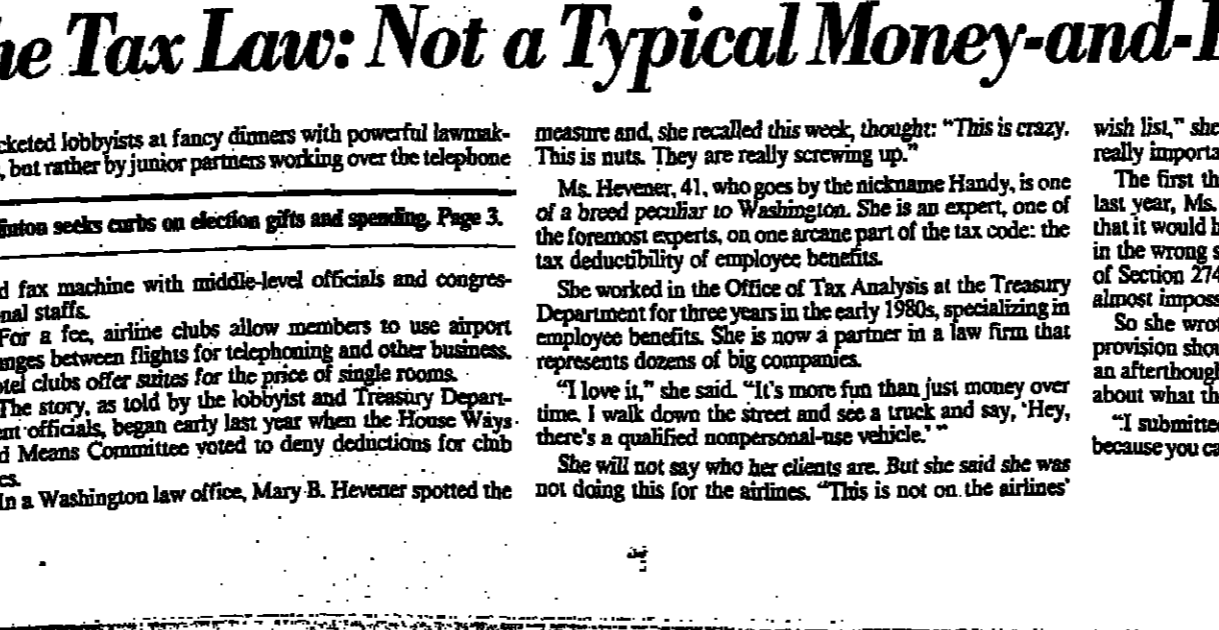 he Tax Law: Not a Typical Money-and-
cketed lobbyists at fancy dinners with powerful lawmak-
, but rather by junior partners working over the telephone
inton seeks curbs on election gifts and spending. Page 3.
d fax machine with middle-level officials and congres-
nal staffs.
For a fee, airline clubs allow members to use airport
unges between flights for telephoning and other business.
otel clubs offer suites for the price of single rooms.
The story, as told by the lobbyist and Treasury Depart-
ent officials, began early last year when the House Ways
d Means Committee voted to deny deductions for club
es.
In a Washington law office, Mary B. Hevener spotted the
measure and, she recalled this week, thought: “This is crazy.
This is nuts. They are really screwing up.”
Ms. Hevener, 41, who goes by the nickname Handy, is one
of a breed peculiar to Washington. She is an expert, one of
the foremost experts, on one arcane part of the tax code: the
tax deductibility of employee benefits.
She worked in the Office of Tax Analysis at the Treasury
Department for three years in the early 1980s, specializing in
employee benefits. She is now a partner in a law firm that
represents dozens of big companies.
“I love it,” she said. “It's more fun than just money over
time. I walk down the street and see a truck and say, ‘Hey,
there's a qualified nonpersonal-use vehicle.’ ”
She will not say who her clients are. But she said she was
not doing this for the airlines. “This is not on the airlines'
wish list,” she
really importa
The first th
last year, Ms.
that it would b
in the wrong s
of Section 274
almost imposs
So she wrot
provision shou
an afterthough
about what th
“I submitted
because you ca